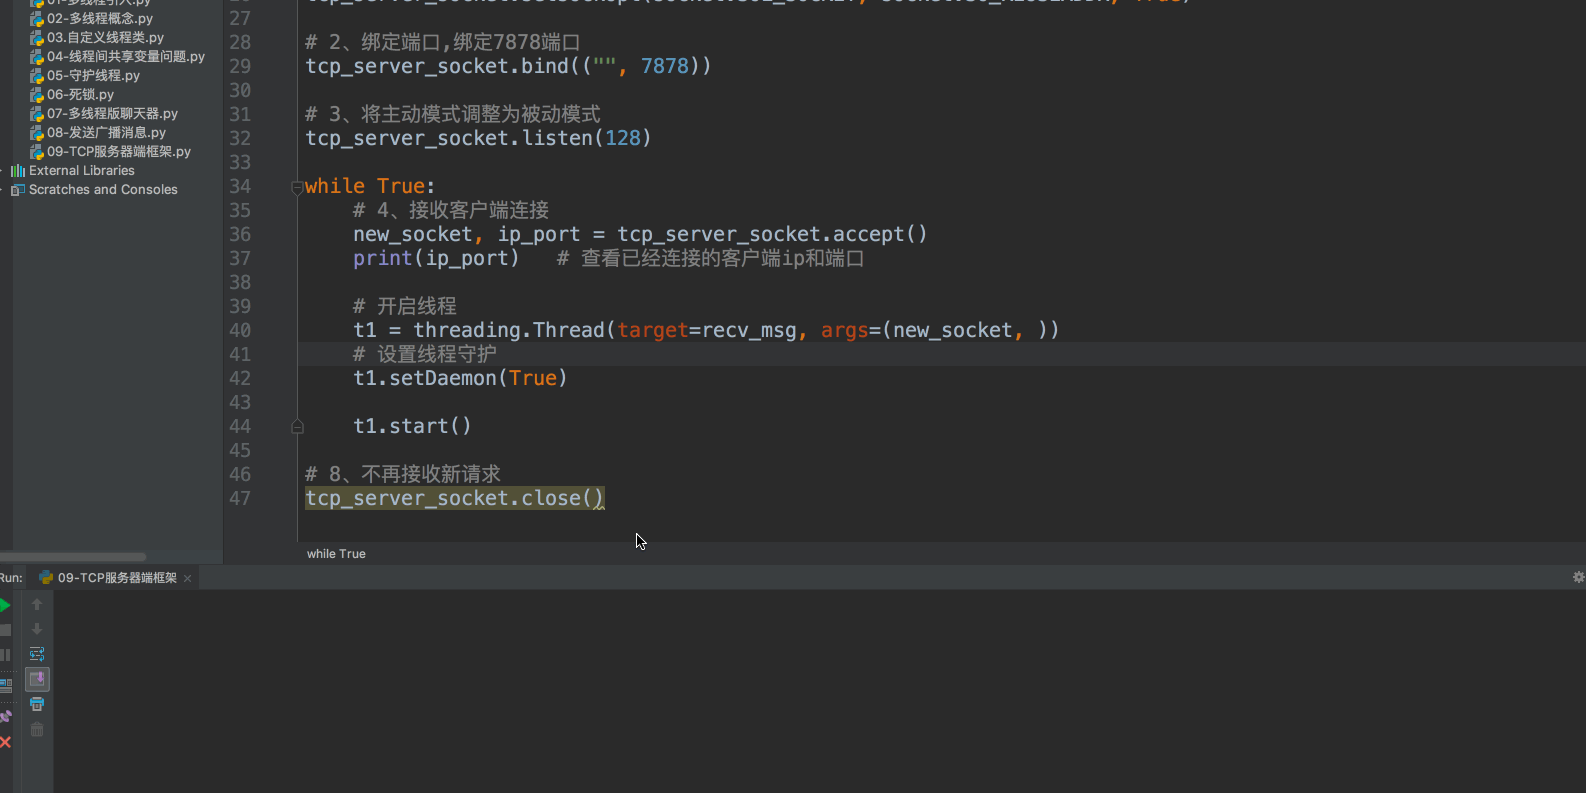 02-多线程概念.py
03.自定义线程类.py
04-线程间共享变量问题.py
05-守护线程.py
06-死锁.py
07-多线程版聊天器.py
08-发送广播消息.py
09-TCP服务器端框架.py
External Libraries
Scratches and Consoles
27
28 # 2、绑定端口,绑定7878端口
29 tcp_server_socket.bind(("", 7878))
30
31 # 3、将主动模式调整为被动模式
32 tcp_server_socket.listen(128)
33
34 while True:
35 # 4、接收客户端连接
36 new_socket, ip_port = tcp_server_socket.accept()
37 print(ip_port) # 查看已经连接的客户端ip和端口
38
39 # 开启线程
40 t1 = threading.Thread(target=recv_msg, args=(new_socket, ))
41 # 设置线程守护
42 t1.setDaemon(True)
43
44 t1.start()
45
46 # 8、不再接收新请求
47 tcp_server_socket.close()
while True
Run: 09-TCP服务器端框架